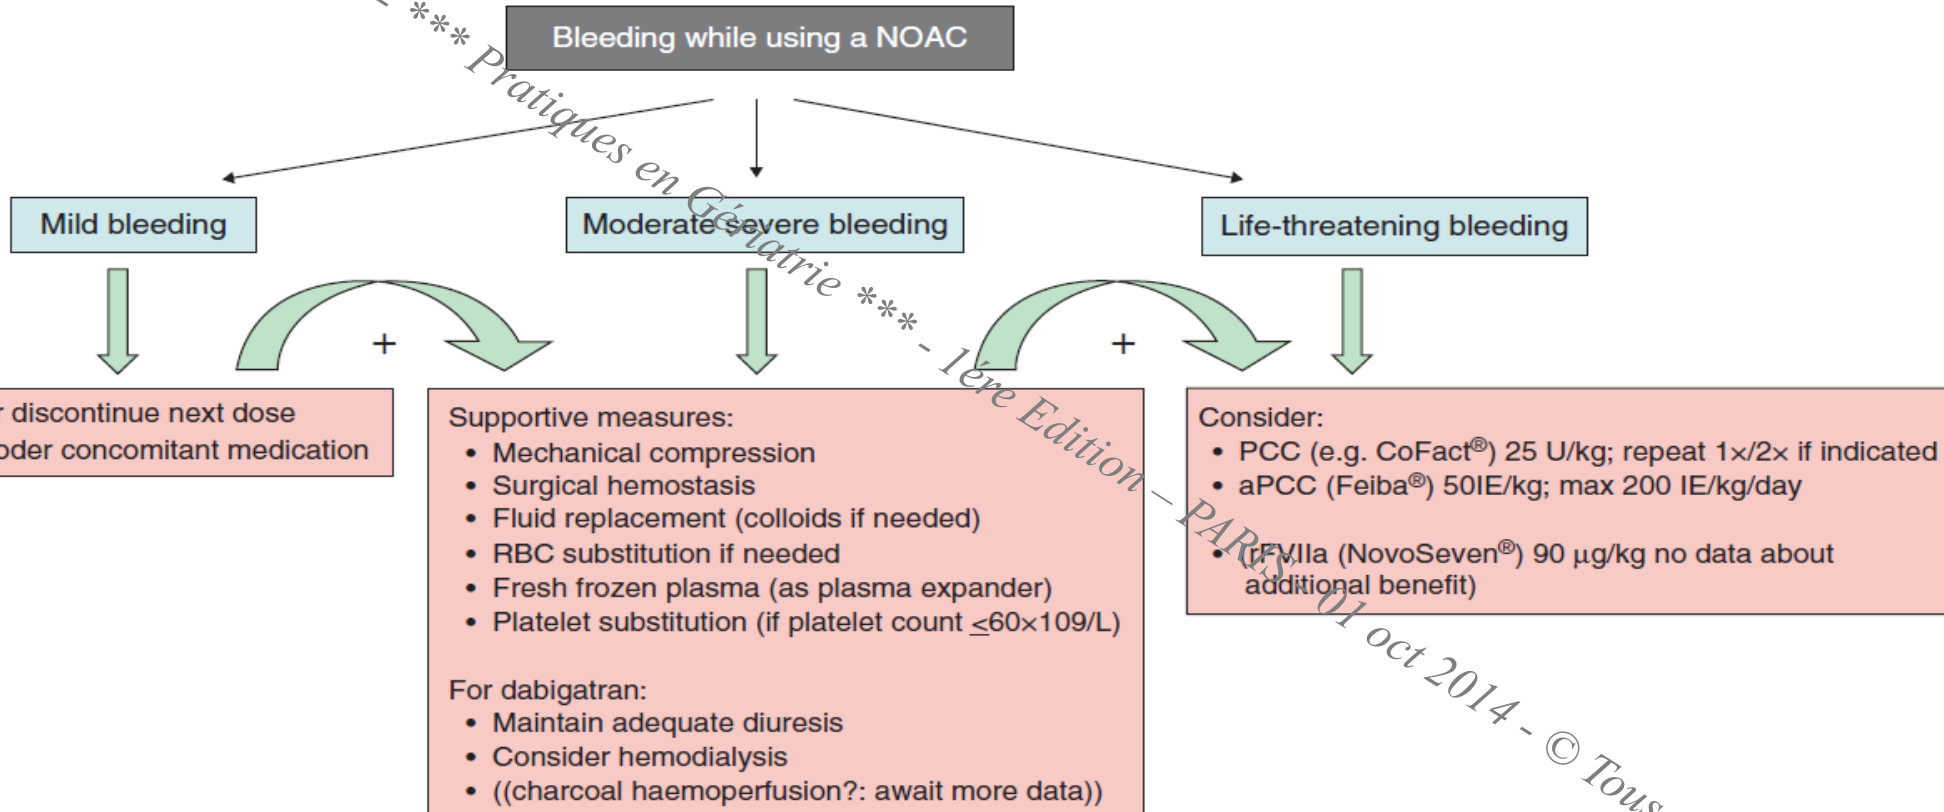 Bleeding while using a NOAC
Mild bleeding
Moderate severe bleeding
Life-threatening bleeding
+
+
discontinue next dose
concomitant medication
Supportive measures:
• Mechanical compression
• Surgical hemostasis
• Fluid replacement (colloids if needed)
• RBC substitution if needed
• Fresh frozen plasma (as plasma expander)
• Platelet substitution (if platelet count ≤60×109/L)
For dabigatran:
• Maintain adequate diuresis
• Consider hemodialysis
• ((charcoal haemoperfusion?: await more data))
Consider:
• PCC (e.g. CoFact®) 25 U/kg; repeat 1×/2× if indicated
• aPCC (Feiba®) 50IE/kg; max 200 IE/kg/day
• (rFVIIa (NovoSeven®) 90 µg/kg no data about
additional benefit)
- *** Pratiques en Gériatrie *** - 1ére Edition – PARIS - 01 oct 2014 - © Tous